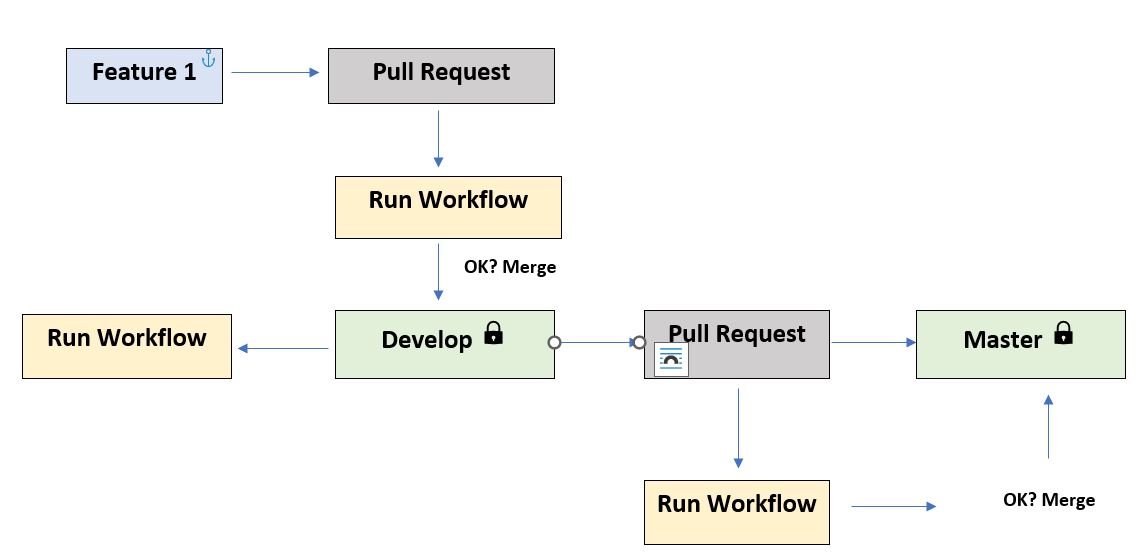 Feature 1
Pull Request
Run Workflow
OK? Merge
Run Workflow
Develop
Pull Request
Master
Run Workflow
OK? Merge